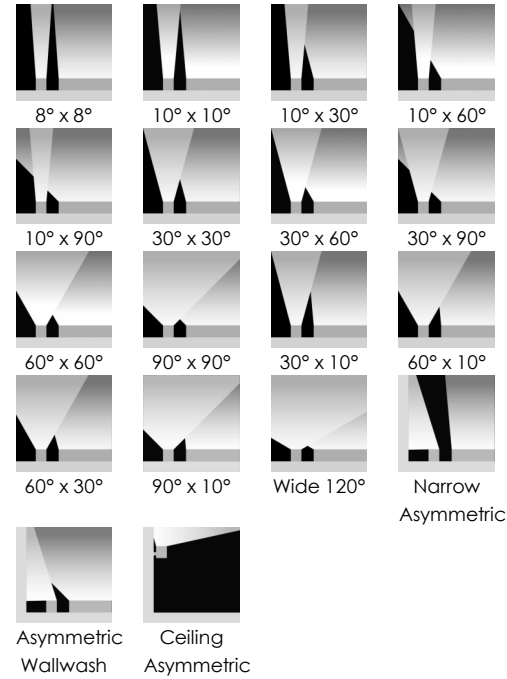 8° x 8°
10° x 10°
10° x 30°
10° x 60°
10° x 90°
30° x 30°
30° x 60°
30° x 90°
60° x 60°
90° x 90°
30° x 10°
60° x 10°
60° x 30°
90° x 10°
Wide 120°
Narrow
Asymmetric
Asymmetric
Wallwash
Ceiling
Asymmetric